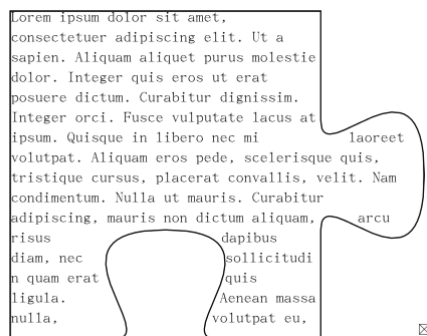 Lorem ipsum dolor sit amet,
consectetuer adipiscing elit. Ut a
sapien. Aliquam aliquet purus molestie
dolor. Integer quis eros ut erat
posuere dictum. Curabitur dignissim.
Integer orci. Fusce vulputate lacus at
ipsum. Quisque in libero nec mi laoreet
volutpat. Aliquam eros pede, scelerisque quis,
tristique cursus, placerat convallis, velit. Nam
condimentum. Nulla ut mauris. Curabitur
adipiscing, mauris non dictum aliquam, arcu
risus dapibus
diam, nec sollicitudi
n quam erat quis
ligula. Aenean massa
nulla, volutpat eu,